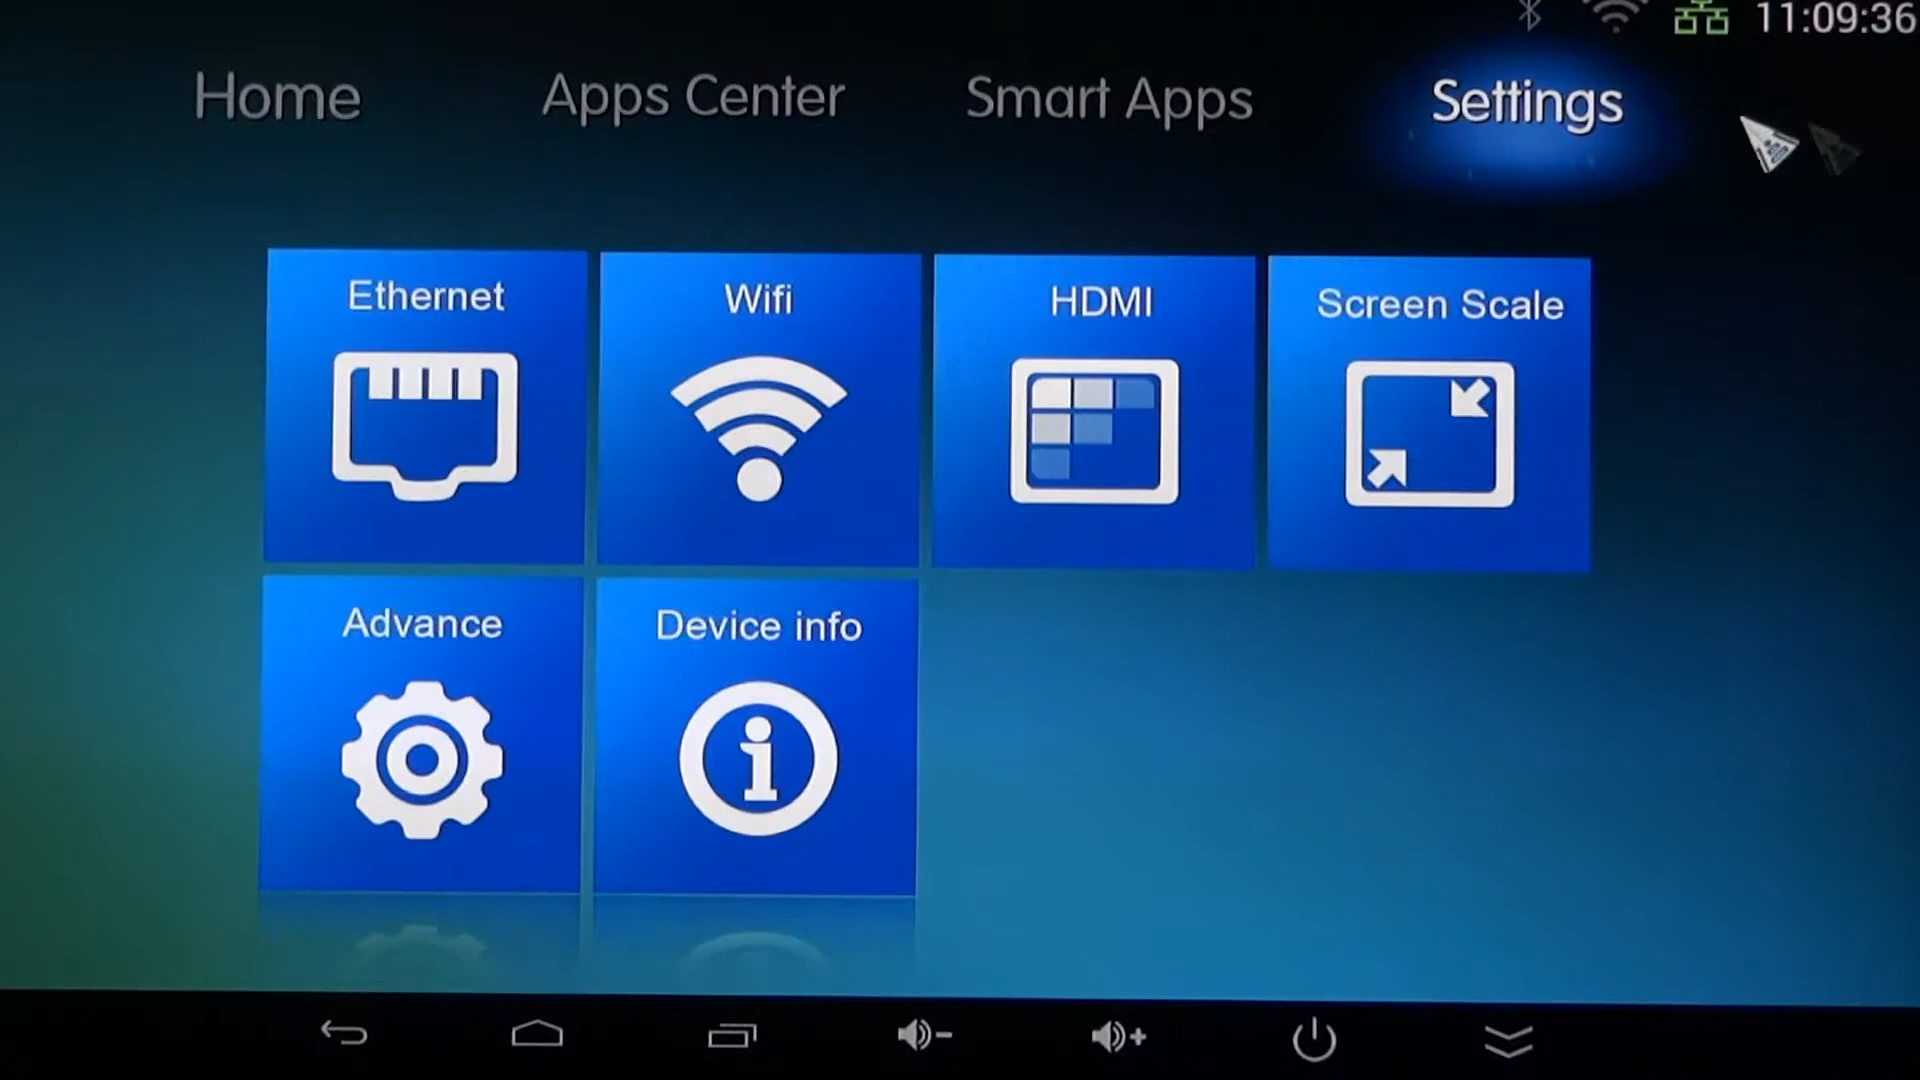 11:09:36
Home Apps Center Smart Apps Settings
Ethernet Wifi HDMI Screen Scale
Advance Device info